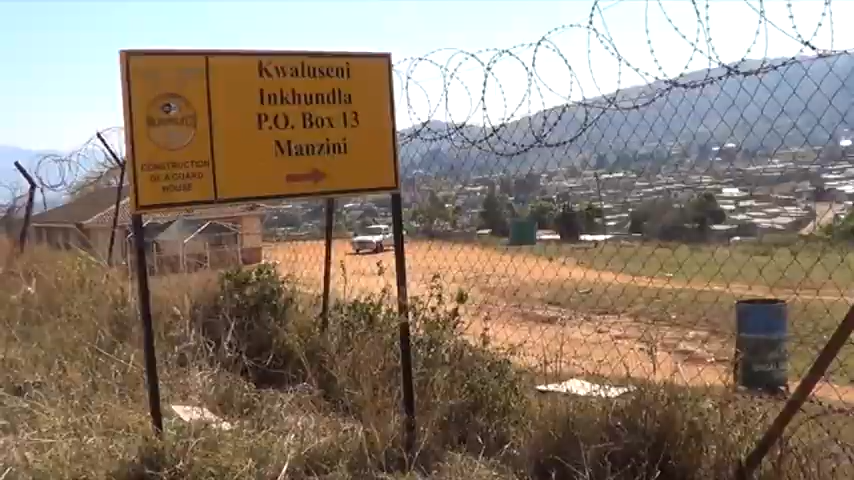 CONSTRUCTION
OF A GUARD
HOUSE
Kwaluseni
Inkhundla
P.O. Box 13
Manzini